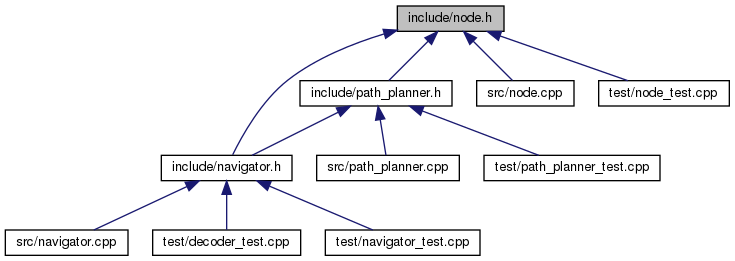 include/node.h
include/path_planner.h
src/node.cpp
test/node_test.cpp
include/navigator.h
src/path_planner.cpp
test/path_planner_test.cpp
src/navigator.cpp
test/decoder_test.cpp
test/navigator_test.cpp